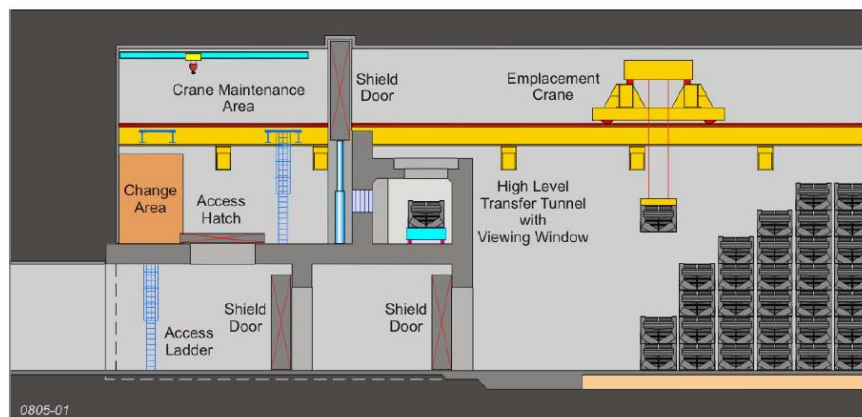 Crane Maintenance
Area
Shield
Door
Emplacement
Crane
Change
Area
Access
Hatch
High Level
Transfer Tunnel
with
Viewing Window
Shield
Door
Access
Ladder
Shield
Door
0805-01